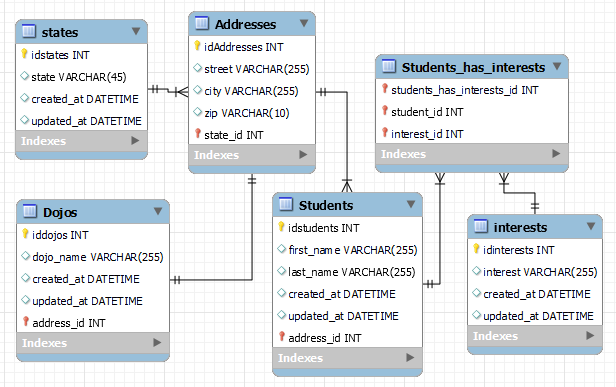 states
idstates INT
state VARCHAR(45)
created_at DATETIME
updated_at DATETIME
Indexes
Addresses
idAddresses INT
street VARCHAR(255)
city VARCHAR(255)
zip VARCHAR(10)
state_id INT
Indexes
Students_has_interests
students_has_interests_id INT
student_id INT
interest_id INT
Indexes
Dojos
iddojos INT
dojo_name VARCHAR(255)
created_at DATETIME
updated_at DATETIME
address_id INT
Indexes
Students
idstudents INT
first_name VARCHAR(255)
last_name VARCHAR(255)
created_at DATETIME
updated_at DATETIME
address_id INT
Indexes
interests
idinterests INT
interest VARCHAR(255)
created_at DATETIME
updated_at DATETIME
Indexes